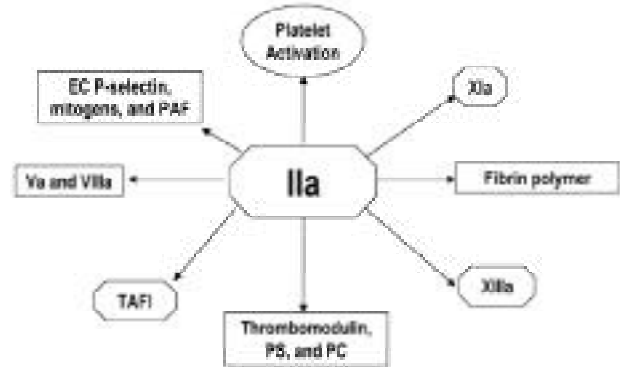 Platelet
Activation
EC P-selectin,
mitogens, and PAF
XIa
Va and VIIIa
IIa
Fibrin polymer
TAFI
XIIIa
Thrombomodulin,
PS, and PC